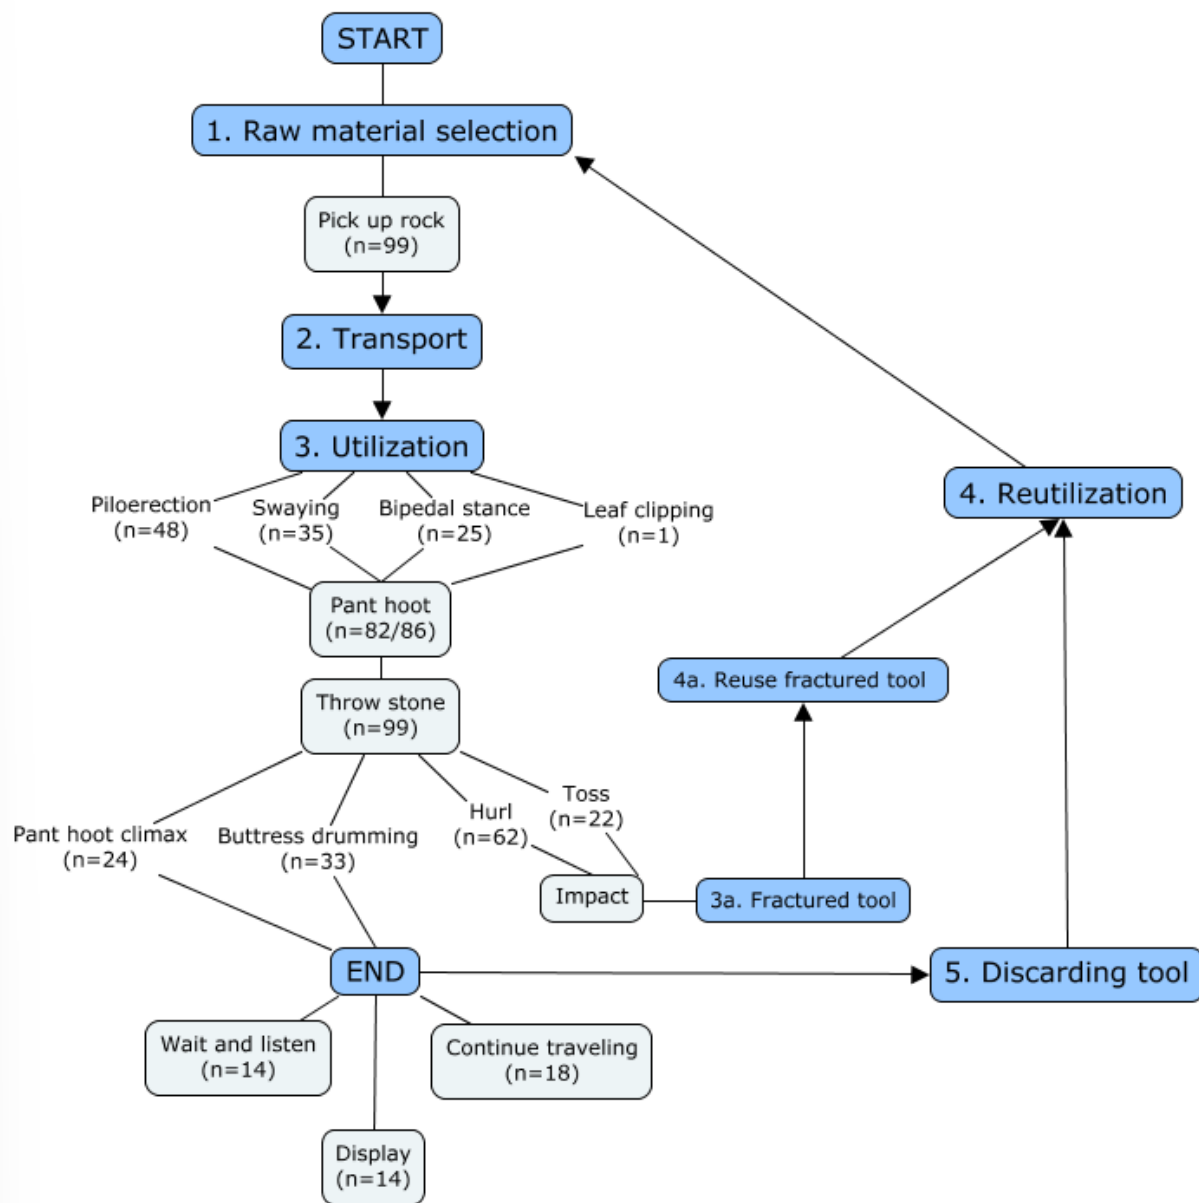 START
1. Raw material selection
Pick up rock
(n=99)
2. Transport
3. Utilization
Piloerection
(n=48)
Swaying
(n=35)
Bipedal stance
(n=25)
Leaf clipping
(n=1)
4. Reutilization
Pant hoot
(n=82/86)
4a. Reuse fractured tool
Throw stone
(n=99)
Pant hoot climax
(n=24)
Buttress drumming
(n=33)
Hurl
(n=62)
Toss
(n=22)
Impact
3a. Fractured tool
END
5. Discarding tool
Wait and listen
(n=14)
Continue traveling
(n=18)
Display
(n=14)